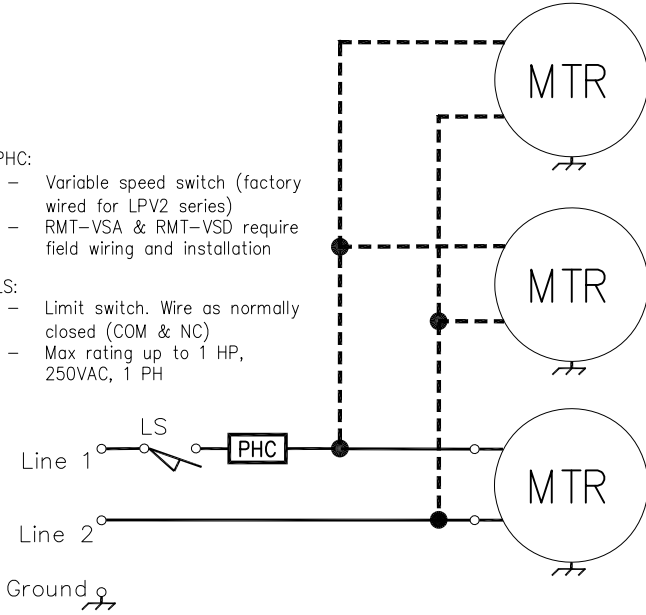 MTR
PHC:
– Variable speed switch (factory
wired for LPV2 series)
– RMT–VSA & RMT–VSD require
field wiring and installation
MTR
LS:
– Limit switch. Wire as normally
closed (COM & NC)
– Max rating up to 1 HP,
250VAC, 1 PH
LS
PHC
Line 1
MTR
Line 2
Ground